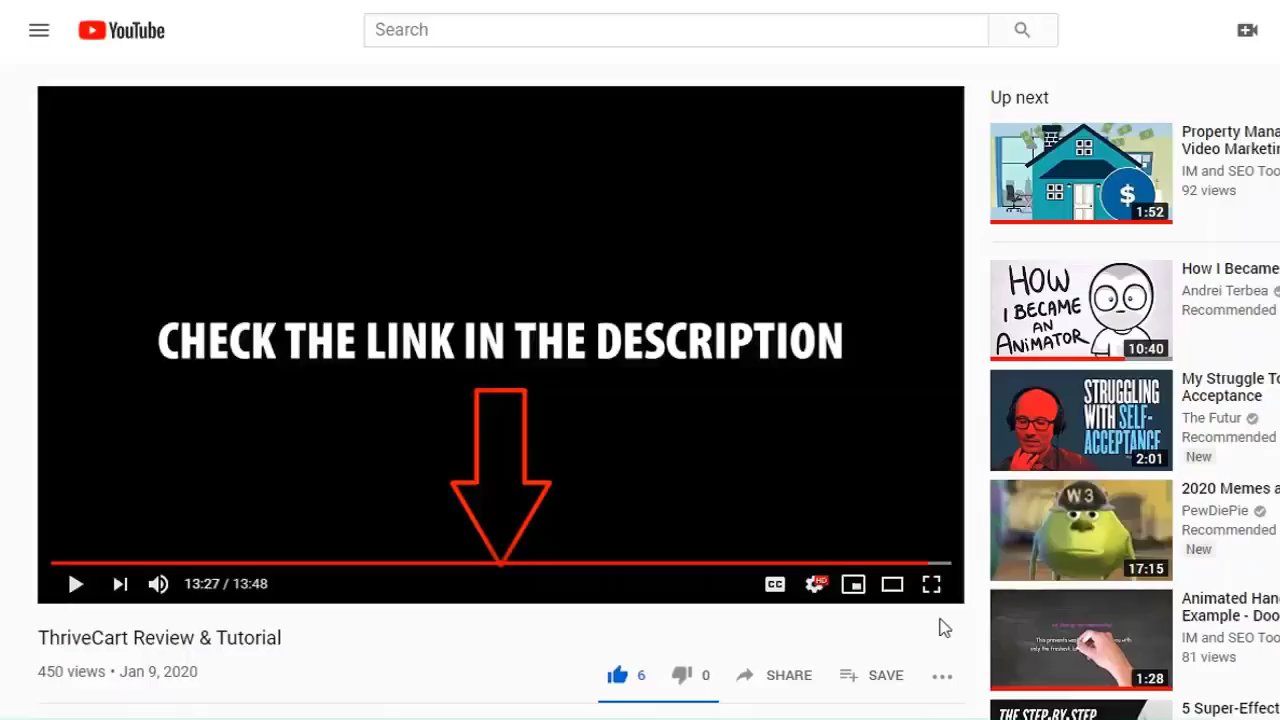 YouTube
Search
CHECK THE LINK IN THE DESCRIPTION
13:27 / 13:48
CC
HD
ThriveCart Review & Tutorial
450 views • Jan 9, 2020
6
0
SHARE
SAVE
Up next
$
1:52
Property Mana
Video Marketin
IM and SEO Too
92 views
HOW
I BECAME
AN
ANiMATOR
10:40
How I Became
Andrei Terbea
Recommended
STRUGGLING
WITH SELF-
ACCEPTANCE
2:01
My Struggle To
Acceptance
The Futur
Recommended
New
W3
17:15
2020 Memes a
PewDiePie
Recommended
New
1:28
Animated Han
Example - Doo
IM and SEO Too
81 views
THE STEP-BY-STEP
5 Super-Effect